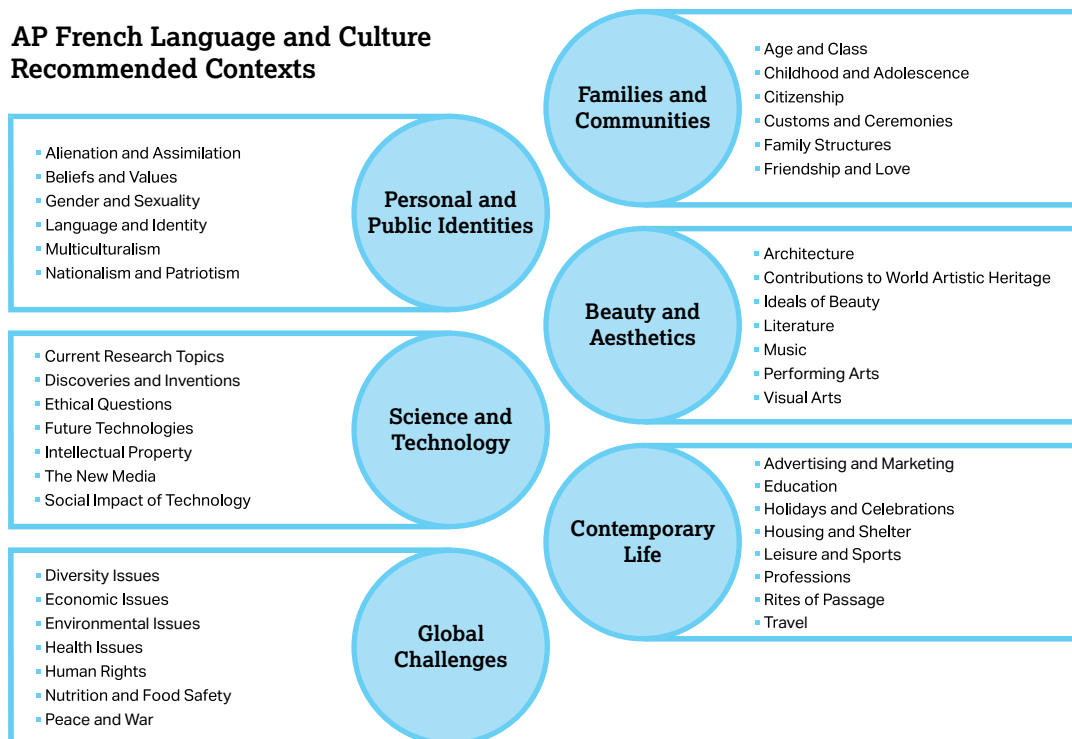 AP French Language and Culture
Recommended Contexts
Families and
Communities
▪ Age and Class
▪ Childhood and Adolescence
▪ Citizenship
▪ Customs and Ceremonies
▪ Family Structures
▪ Friendship and Love
▪ Alienation and Assimilation
▪ Beliefs and Values
▪ Gender and Sexuality
▪ Language and Identity
▪ Multiculturalism
▪ Nationalism and Patriotism
Personal and
Public Identities
Beauty and
Aesthetics
▪ Architecture
▪ Contributions to World Artistic Heritage
▪ Ideals of Beauty
▪ Literature
▪ Music
▪ Performing Arts
▪ Visual Arts
▪ Current Research Topics
▪ Discoveries and Inventions
▪ Ethical Questions
▪ Future Technologies
▪ Intellectual Property
▪ The New Media
▪ Social Impact of Technology
Science and
Technology
Contemporary
Life
▪ Advertising and Marketing
▪ Education
▪ Holidays and Celebrations
▪ Housing and Shelter
▪ Leisure and Sports
▪ Professions
▪ Rites of Passage
▪ Travel
▪ Diversity Issues
▪ Economic Issues
▪ Environmental Issues
▪ Health Issues
▪ Human Rights
▪ Nutrition and Food Safety
▪ Peace and War
Global
Challenges